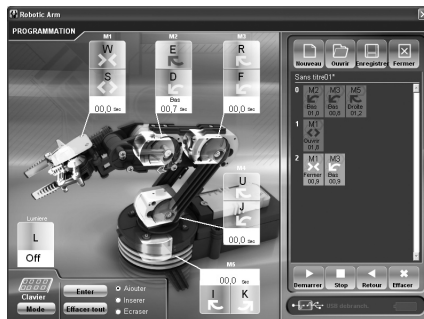 Robotic Arm
PROGRAMMATION
M1
M2
M3
W
E
R
S
D
F
Bas
00,0 Sec
00,7 Sec
00,0 Sec
Nouveau
Ouvrir
Enregistrer
Fermer
Sans titre01*
0
M2
M3
M5
Bas
Bas
Droite
01,0
00,8
01,2
1
M1
Ouvrir
01,8
2
M1
M3
Fermer
Bas
00,9
00,9
U
J
00,0 Sec
Lumière
L
Off
M5
00,0 Sec
I
K
Clavier
Mode
Enter
Effacer tout
Ajouter
Inserer
Ecraser
Demarrer
Stop
Retour
Effacer